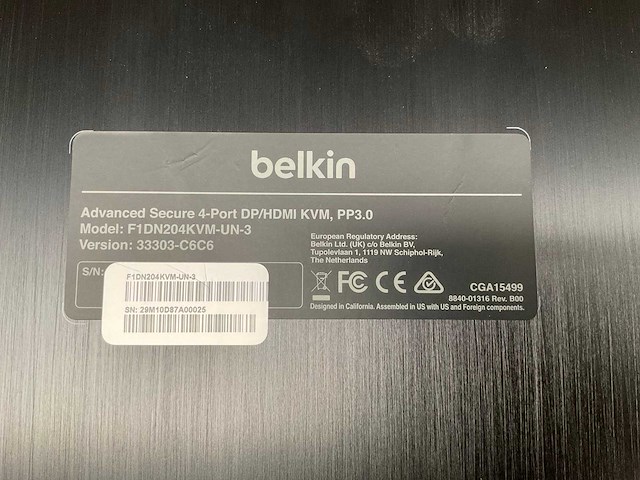 belkin
Advanced Secure 4-Port DP/HDMI KVM, PP3.0
Model: F1DN204KVM-UN-3
Version: 33303-C6C6
European Regulatory Address:
Belkin Ltd. (UK) c/o Belkin BV,
Tupolevlaan 1, 1119 NW Schiphol-Rijk,
The Netherlands
S/N:
F1DN204KVM-UN-3
SN: 29M10D87A00025
FC CE
CGA15499
8840-01316 Rev. B00
Designed in California. Assembled in US with US and Foreign components.